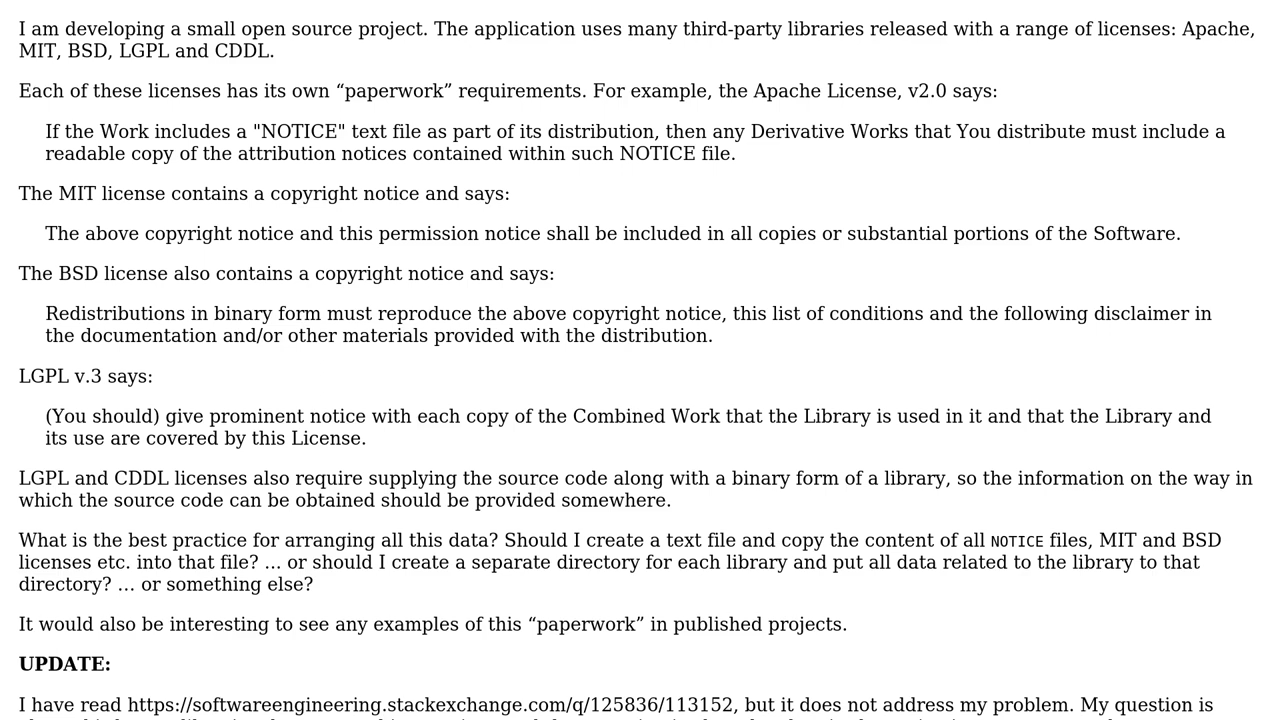 I am developing a small open source project. The application uses many third-party libraries released with a range of licenses: Apache,
MIT, BSD, LGPL and CDDL.
Each of these licenses has its own “paperwork” requirements. For example, the Apache License, v2.0 says:
If the Work includes a "NOTICE" text file as part of its distribution, then any Derivative Works that You distribute must include a
readable copy of the attribution notices contained within such NOTICE file.
The MIT license contains a copyright notice and says:
The above copyright notice and this permission notice shall be included in all copies or substantial portions of the Software.
The BSD license also contains a copyright notice and says:
Redistributions in binary form must reproduce the above copyright notice, this list of conditions and the following disclaimer in
the documentation and/or other materials provided with the distribution.
LGPL v.3 says:
(You should) give prominent notice with each copy of the Combined Work that the Library is used in it and that the Library and
its use are covered by this License.
LGPL and CDDL licenses also require supplying the source code along with a binary form of a library, so the information on the way in
which the source code can be obtained should be provided somewhere.
What is the best practice for arranging all this data? Should I create a text file and copy the content of all NOTICE files, MIT and BSD
licenses etc. into that file? … or should I create a separate directory for each library and put all data related to the library to that
directory? … or something else?
It would also be interesting to see any examples of this “paperwork” in published projects.
UPDATE:
I have read https://softwareengineering.stackexchange.com/q/125836/113152, but it does not address my problem. My question is